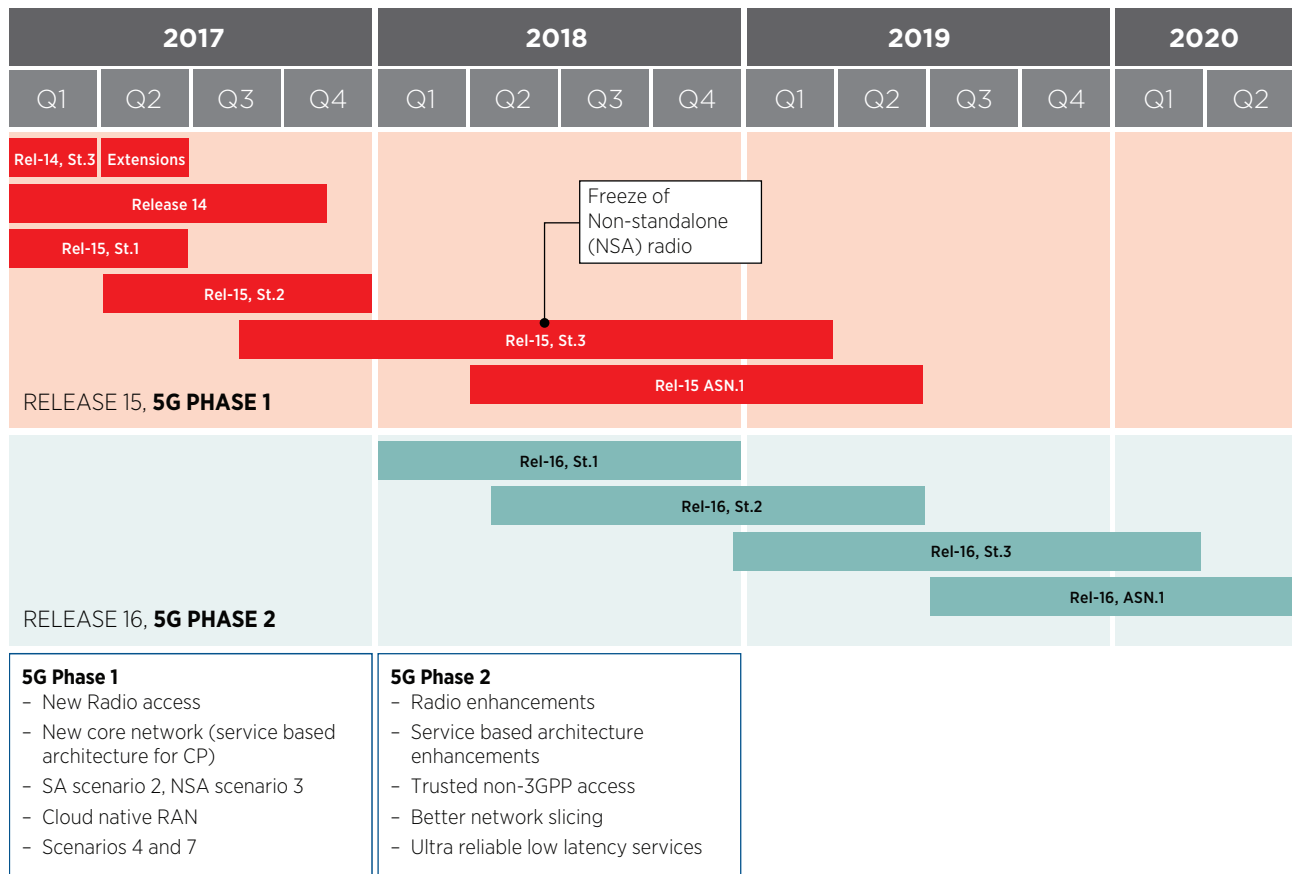 2017 2018 2019 2020
Q1 Q2 Q3 Q4 Q1 Q2 Q3 Q4 Q1 Q2 Q3 Q4 Q1 Q2
Rel-14, St.3 Extensions
Release 14
Freeze of
Non-standalone
(NSA) radio
Rel-15, St.1
Rel-15, St.2
Rel-15, St.3
Rel-15 ASN.1
RELEASE 15, 5G PHASE 1
Rel-16, St.1
Rel-16, St.2
Rel-16, St.3
Rel-16, ASN.1
RELEASE 16, 5G PHASE 2
5G Phase 1
– New Radio access
– New core network (service based
architecture for CP)
– SA scenario 2, NSA scenario 3
– Cloud native RAN
– Scenarios 4 and 7
5G Phase 2
– Radio enhancements
– Service based architecture
enhancements
– Trusted non-3GPP access
– Better network slicing
– Ultra reliable low latency services